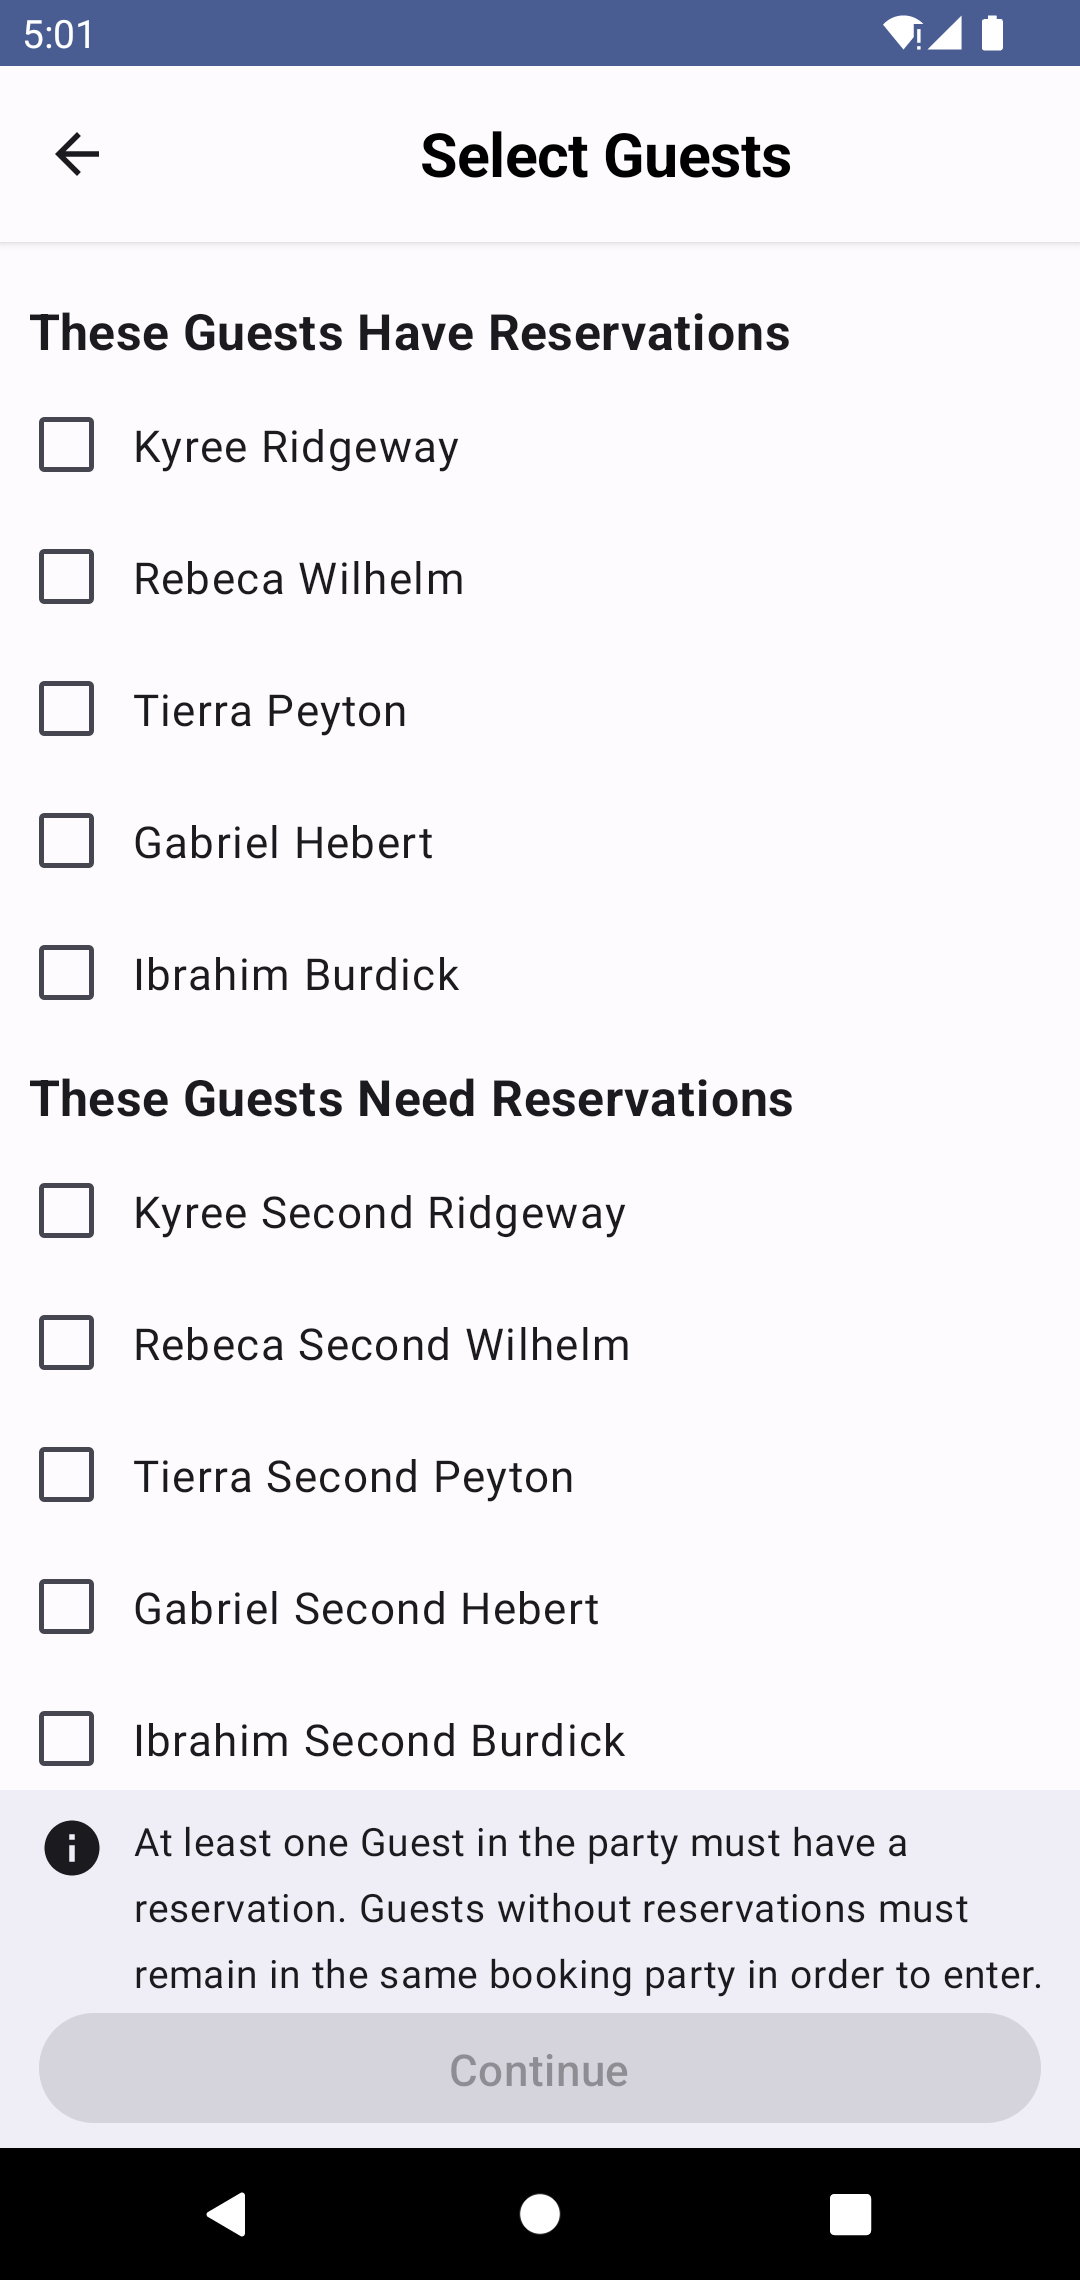 5:01
Select Guests
These Guests Have Reservations
Kyree Ridgeway
Rebeca Wilhelm
Tierra Peyton
Gabriel Hebert
Ibrahim Burdick
These Guests Need Reservations
Kyree Second Ridgeway
Rebeca Second Wilhelm
Tierra Second Peyton
Gabriel Second Hebert
Ibrahim Second Burdick
At least one Guest in the party must have a
reservation. Guests without reservations must
remain in the same booking party in order to enter.
Continue